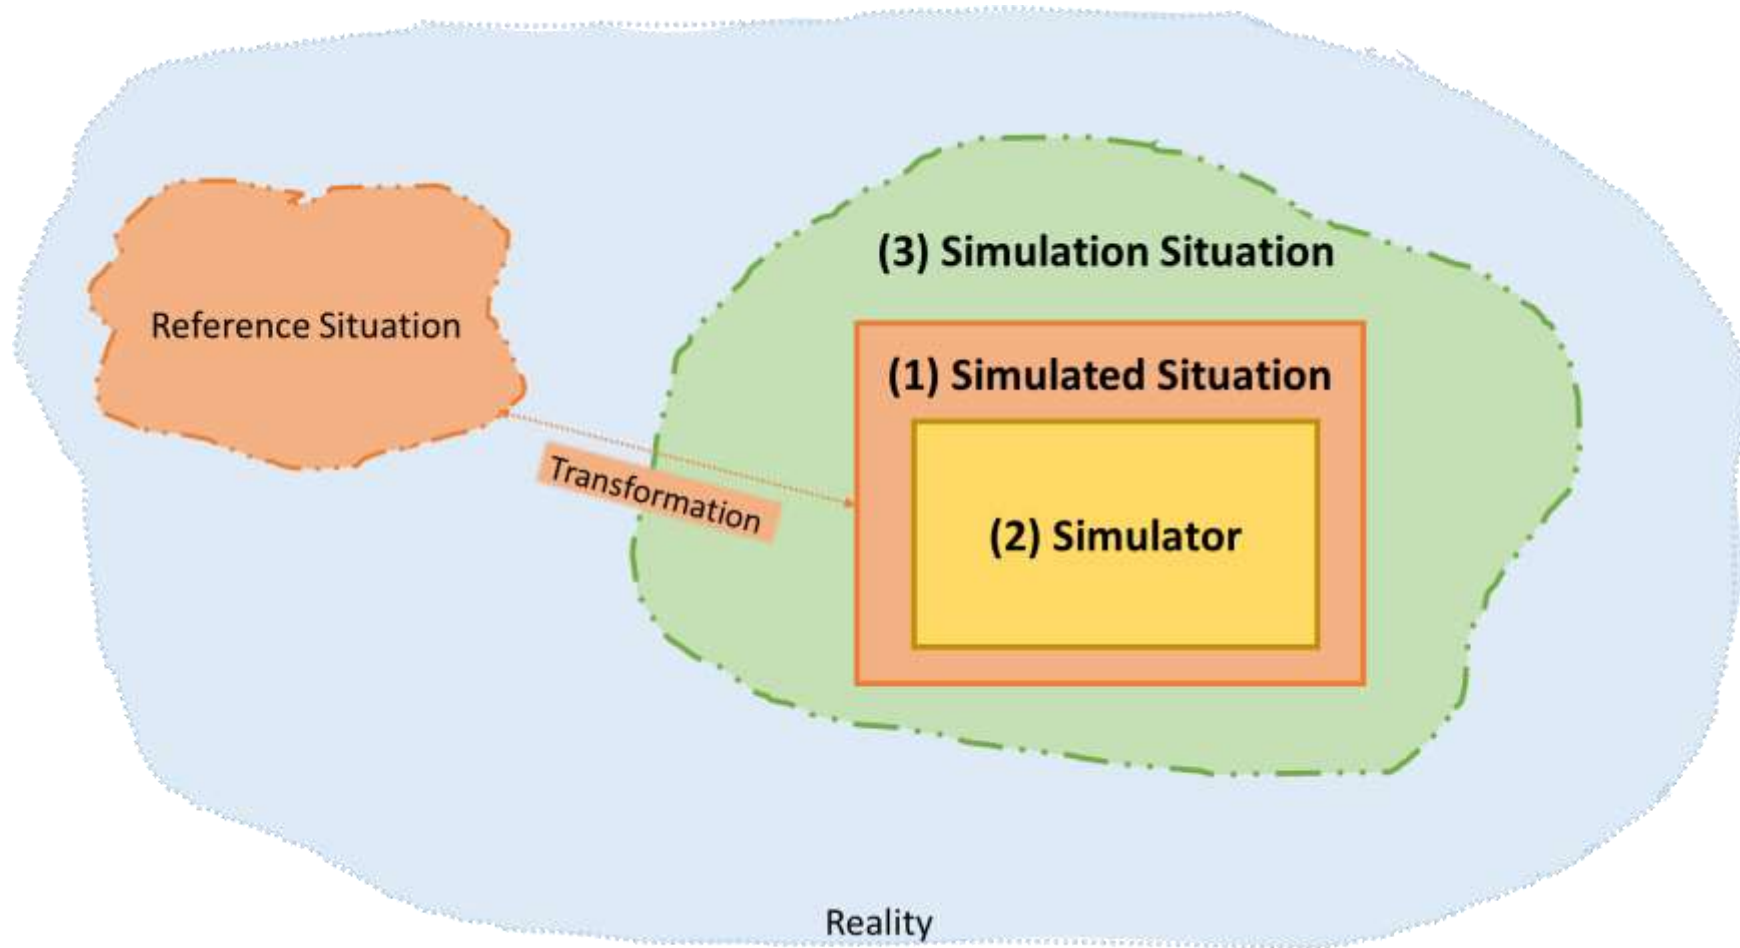 (3) Simulation Situation
Reference Situation
(1) Simulated Situation
Transformation
(2) Simulator
Reality